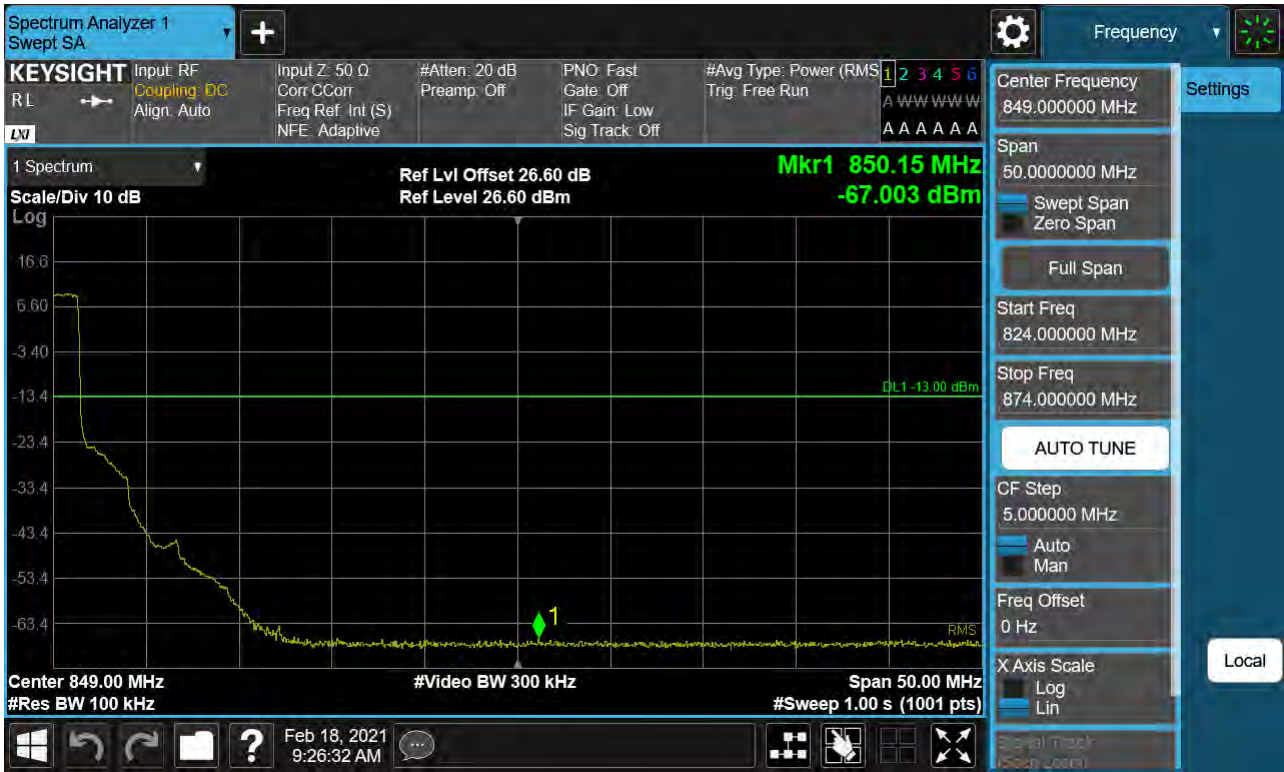 Spectrum Analyzer 1
Swept SA
+
Frequency
KEYSIGHT
RL
LXI
Input: RF
Coupling: DC
Align: Auto
Input Z: 50 Ω
Corr CCorr
Freq Ref: Int (S)
NFE: Adaptive
#Atten: 20 dB
Preamp: Off
PNO: Fast
Gate: Off
IF Gain: Low
Sig Track: Off
#Avg Type: Power (RMS
Trig: Free Run
1 2 3 4 5 6
A W W W W W
A A A A A A
1 Spectrum
Scale/Div 10 dB
Log
Ref Lvl Offset 26.60 dB
Ref Level 26.60 dBm
Mkr1 850.15 MHz
-67.003 dBm
16.6
6.60
-3.40
-13.4
-23.4
-33.4
-43.4
-53.4
-63.4
DL1 -13.00 dBm
1
RMS
Center 849.00 MHz
#Res BW 100 kHz
#Video BW 300 kHz
Span 50.00 MHz
#Sweep 1.00 s (1001 pts)
Center Frequency
849.000000 MHz
Span
50.0000000 MHz
Swept Span
Zero Span
Full Span
Start Freq
824.000000 MHz
Stop Freq
874.000000 MHz
AUTO TUNE
CF Step
5.000000 MHz
Auto
Man
Freq Offset
0 Hz
X Axis Scale
Log
Lin
Signal Track
(Span Zoom)
Settings
Local
?
Feb 18, 2021
9:26:32 AM